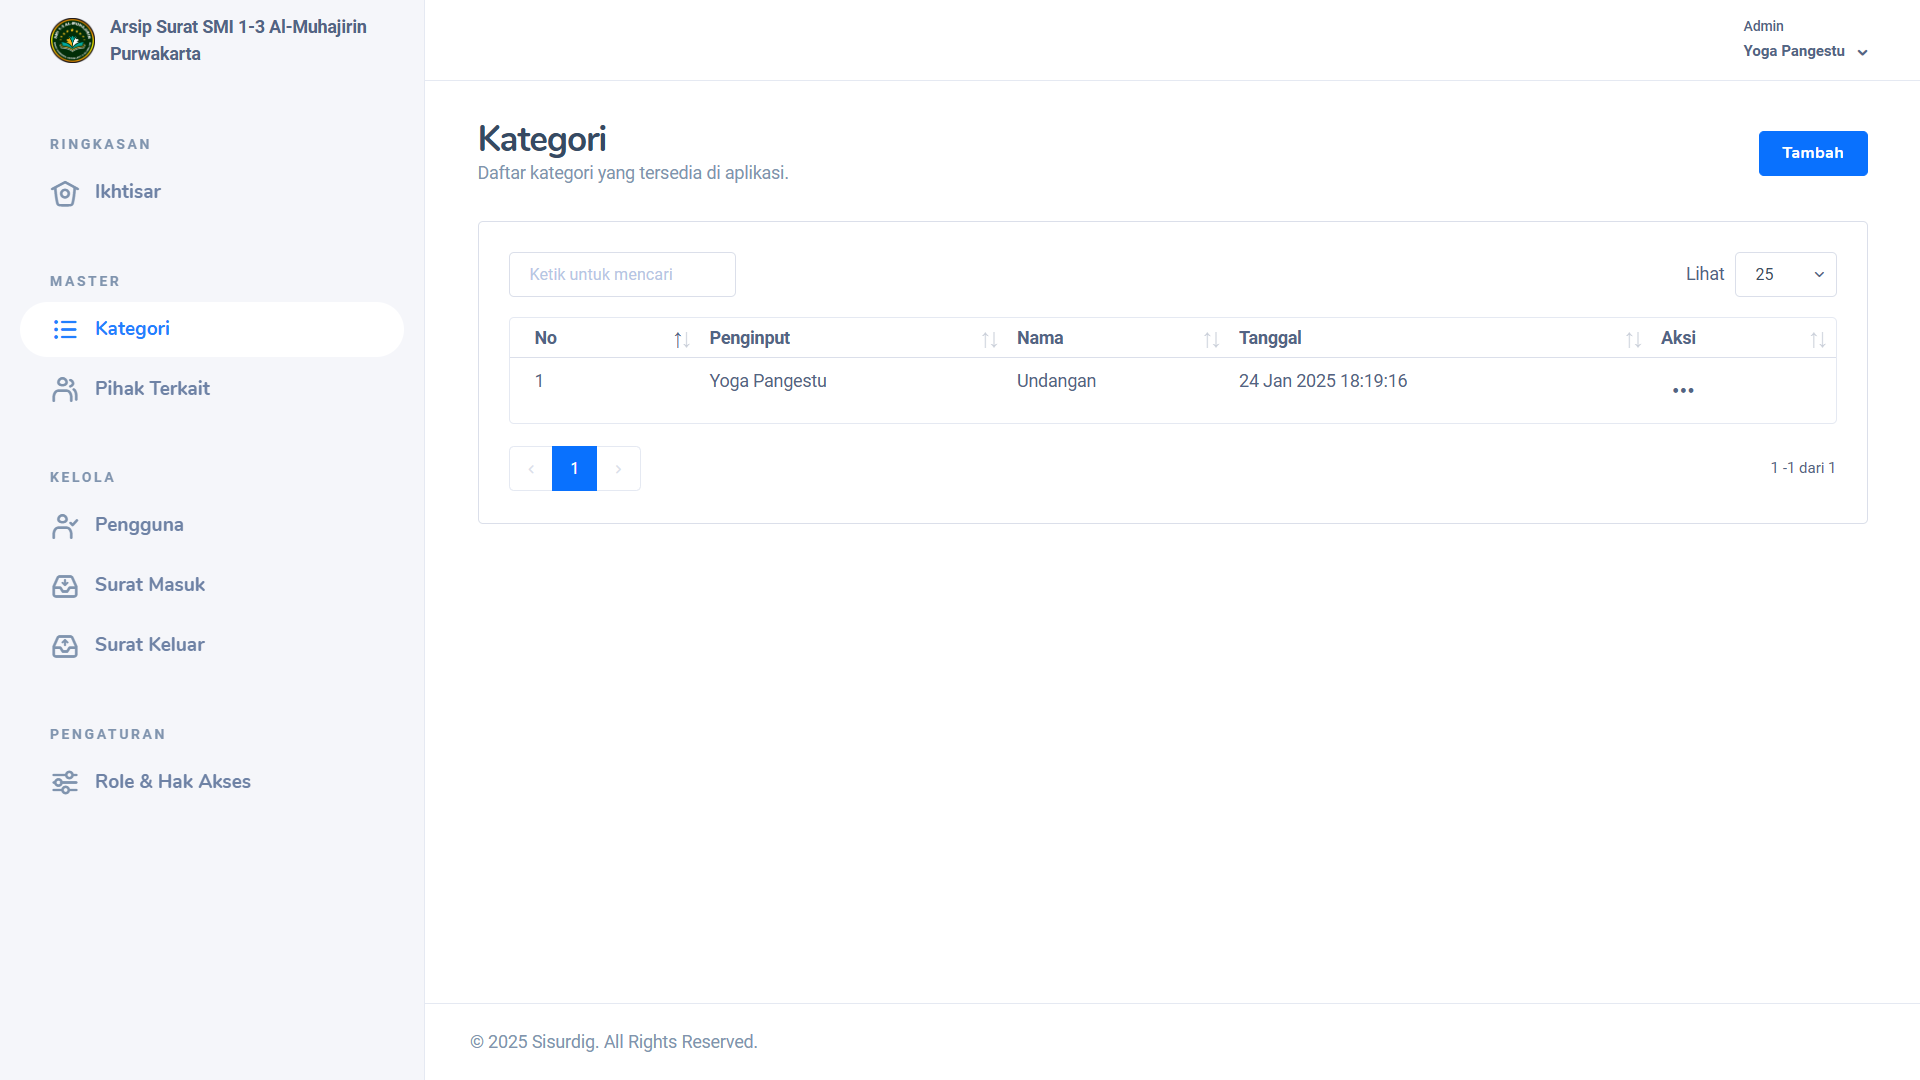 Arsip Surat SMI 1-3 Al-Muhajirin
Purwakarta
Admin
Yoga Pangestu
RINGKASAN
Ikhtisar
MASTER
Kategori
Pihak Terkait
KELOLA
Pengguna
Surat Masuk
Surat Keluar
PENGATURAN
Role & Hak Akses
Kategori
Daftar kategori yang tersedia di aplikasi.
Tambah
Ketik untuk mencari
Lihat 25
No Penginput Nama Tanggal Aksi
1 Yoga Pangestu Undangan 24 Jan 2025 18:19:16
‹ 1 ›
1 -1 dari 1
© 2025 Sisurdig. All Rights Reserved.